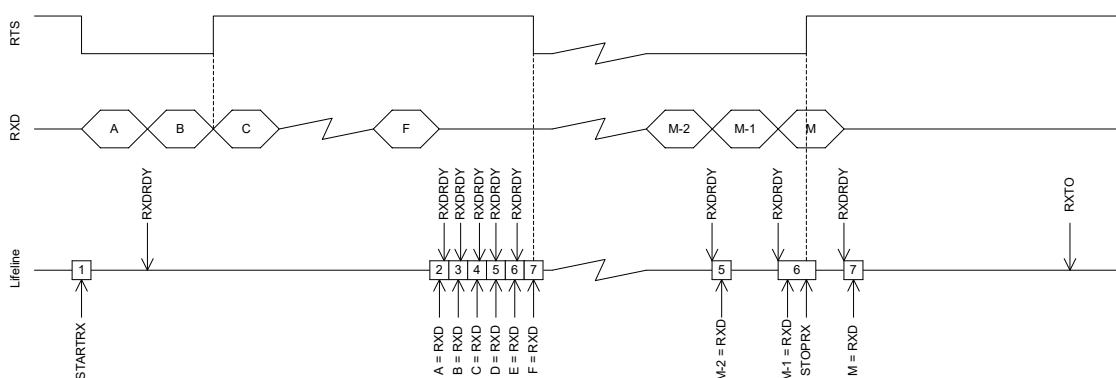 RTS
RXD
A
B
C
F
M-2
M-1
M
RXDRDY
RXDRDY
RXDRDY
RXDRDY
RXDRDY
RXDRDY
RXDRDY
RXDRDY
RXDRDY
RXTO
Lifeline
1
2
3
4
5
6
7
5
6
7
STARTRX
A = RXD
B = RXD
C = RXD
D = RXD
E = RXD
F = RXD
M-2 = RXD
M-1 = RXD
STOPRX
M = RXD